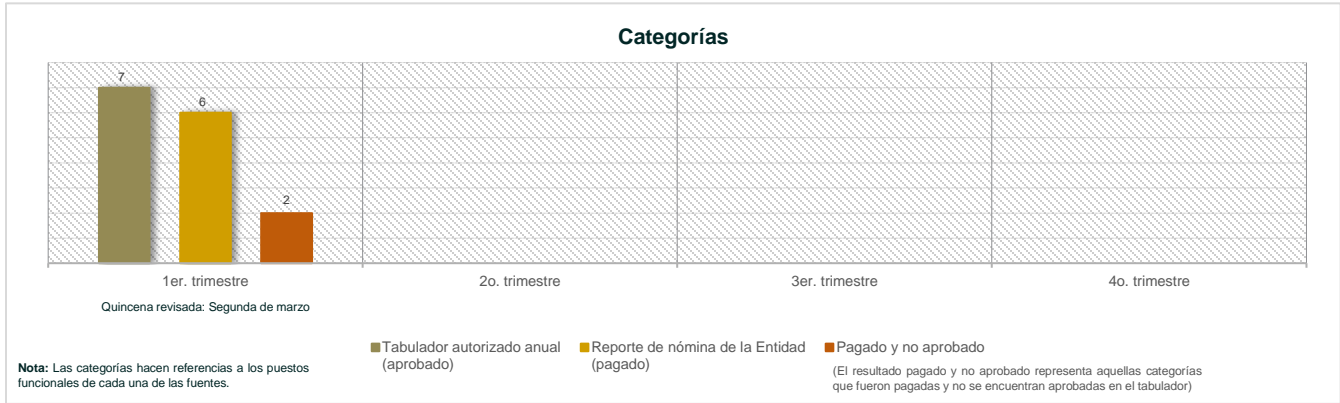 Categorías
7
6
2
1er. trimestre
2o. trimestre
3er. trimestre
4o. trimestre
Quincena revisada: Segunda de marzo
Tabulador autorizado anual
(aprobado)
Reporte de nómina de la Entidad
(pagado)
Pagado y no aprobado
(El resultado pagado y no aprobado representa aquellas categorías
que fueron pagadas y no se encuentran aprobadas en el tabulador)
Nota: Las categorías hacen referencias a los puestos
funcionales de cada una de las fuentes.